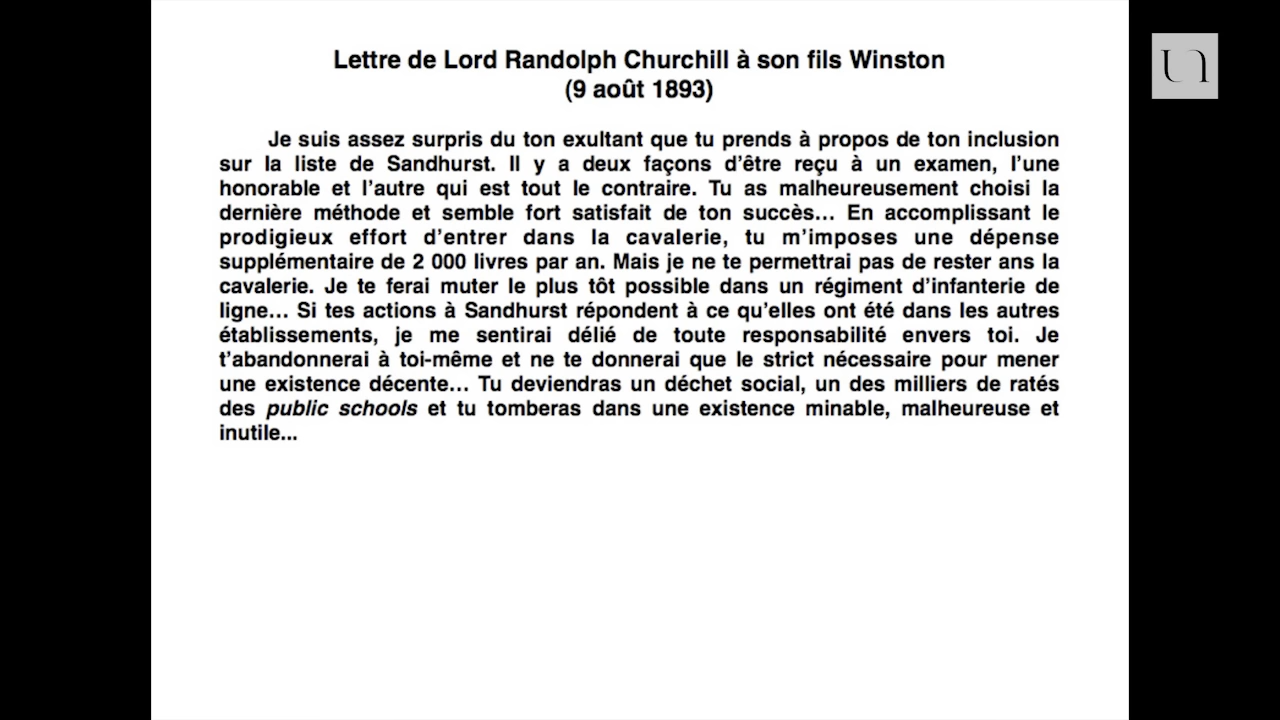 Lettre de Lord Randolph Churchill à son fils Winston
(9 août 1893)
Je suis assez surpris du ton exultant que tu prends à propos de ton inclusion
sur la liste de Sandhurst. Il y a deux façons d’être reçu à un examen, l’une
honorable et l’autre qui est tout le contraire. Tu as malheureusement choisi la
dernière méthode et semble fort satisfait de ton succès… En accomplissant le
prodigieux effort d’entrer dans la cavalerie, tu m’imposes une dépense
supplémentaire de 2 000 livres par an. Mais je ne te permettrai pas de rester ans la
cavalerie. Je te ferai muter le plus tôt possible dans un régiment d’infanterie de
ligne… Si tes actions à Sandhurst répondent à ce qu’elles ont été dans les autres
établissements, je me sentirai délié de toute responsabilité envers toi. Je
t’abandonnerai à toi-même et ne te donnerai que le strict nécessaire pour mener
une existence décente… Tu deviendras un déchet social, un des milliers de ratés
des public schools et tu tomberas dans une existence minable, malheureuse et
inutile...